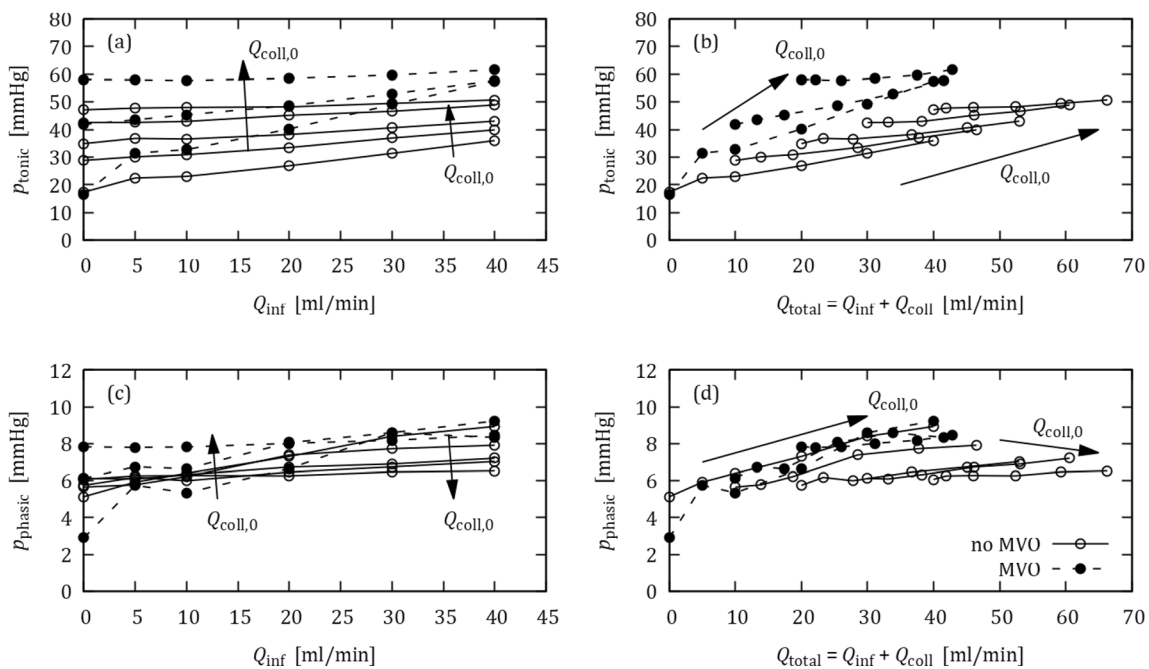 (a)
(b)
80
70
60
50
40
30
20
10
0
p_tonic [mmHg]
Q_coll,0
Q_coll,0
0 5 10 15 20 25 30 35 40 45
Q_inf [ml/min]
80
70
60
50
40
30
20
10
0
p_tonic [mmHg]
Q_coll,0
Q_coll,0
0 10 20 30 40 50 60 70
Q_total = Q_inf + Q_coll [ml/min]
(c)
12
10
8
6
4
2
0
p_phasic [mmHg]
Q_coll,0
Q_coll,0
0 5 10 15 20 25 30 35 40 45
Q_inf [ml/min]
(d)
12
10
8
6
4
2
0
p_phasic [mmHg]
Q_coll,0
Q_coll,0
no MVO
MVO
0 10 20 30 40 50 60 70
Q_total = Q_inf + Q_coll [ml/min]